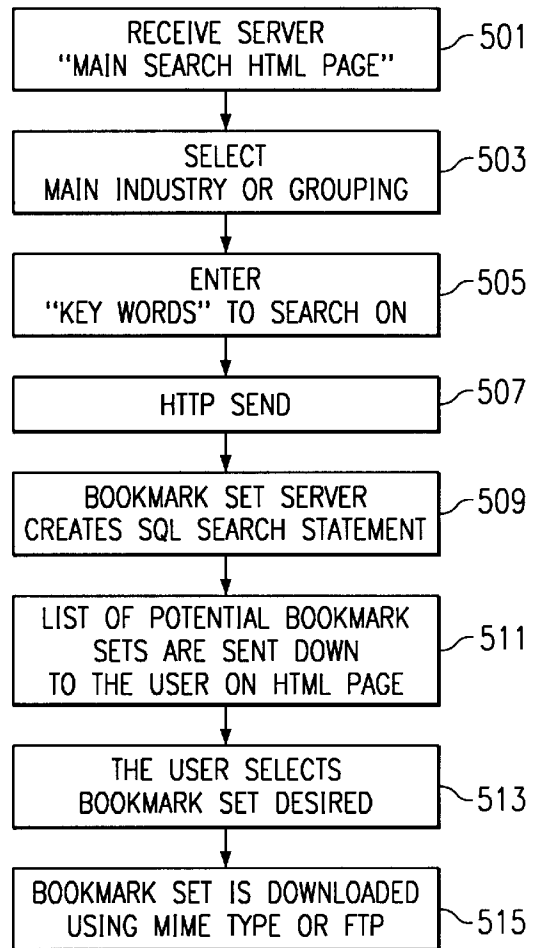 RECEIVE SERVER
"MAIN SEARCH HTML PAGE"
501
SELECT
MAIN INDUSTRY OR GROUPING
503
ENTER
"KEY WORDS" TO SEARCH ON
505
HTTP SEND
507
BOOKMARK SET SERVER
CREATES SQL SEARCH STATEMENT
509
LIST OF POTENTIAL BOOKMARK
SETS ARE SENT DOWN
TO THE USER ON HTML PAGE
511
THE USER SELECTS
BOOKMARK SET DESIRED
513
BOOKMARK SET IS DOWNLOADED
USING MIME TYPE OR FTP
515